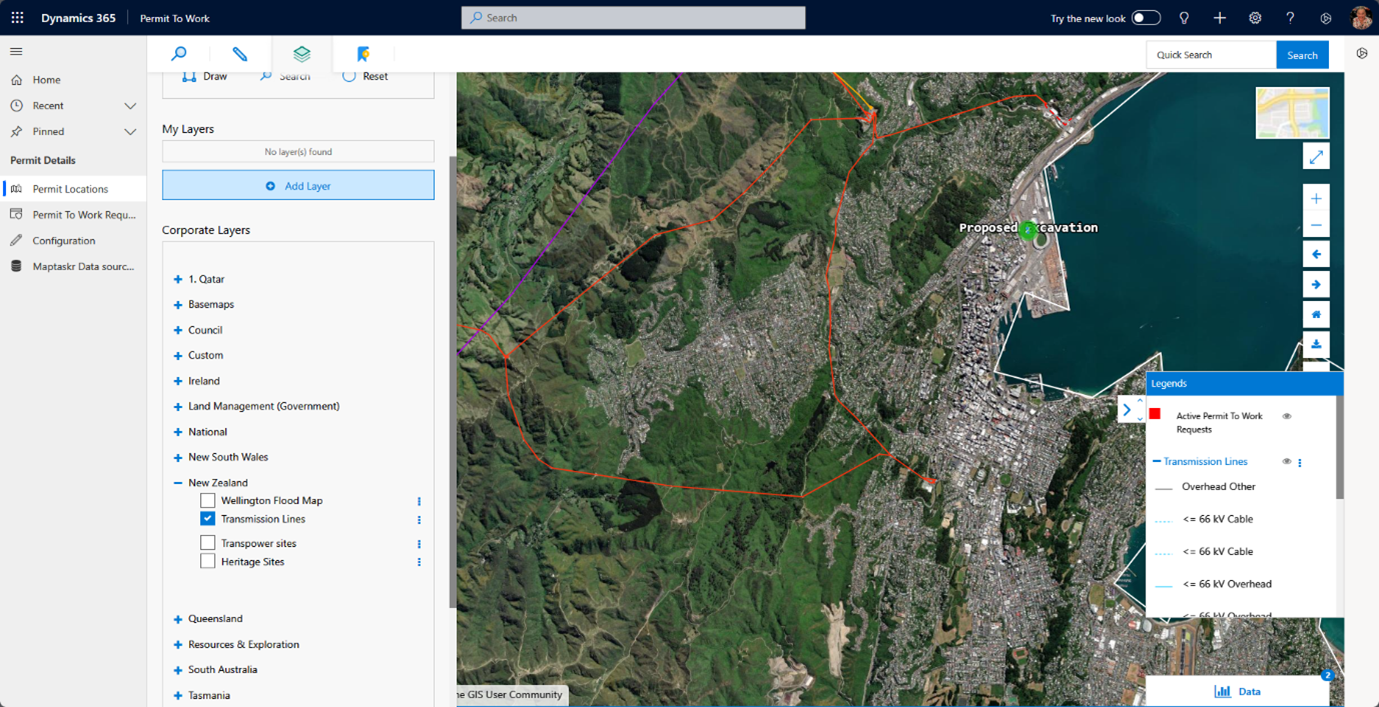 Dynamics 365
Permit To Work
Search
Try the new look
Quick Search
Search
Home
Recent
Pinned
Permit Details
Permit Locations
Permit To Work Requ...
Configuration
Maptaskr Data sourc...
Draw
Search
Reset
My Layers
No layer(s) found
Add Layer
Corporate Layers
1. Qatar
Basemaps
Council
Custom
Ireland
Land Management (Government)
National
New South Wales
New Zealand
Wellington Flood Map
Transmission Lines
Transpower sites
Heritage Sites
Queensland
Resources & Exploration
South Australia
Tasmania
Proposed Excavation
2
Legends
Active Permit To Work
Requests
Transmission Lines
Overhead Other
<= 66 kV Cable
<= 66 kV Cable
<= 66 kV Overhead
<= 66 kV Overhead
ne GIS User Community
Data
2